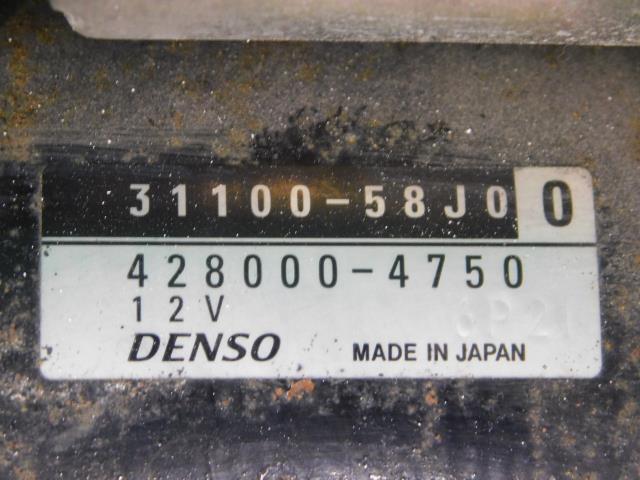 31100-58J0 0
428000-4750
12V
DENSO MADE IN JAPAN